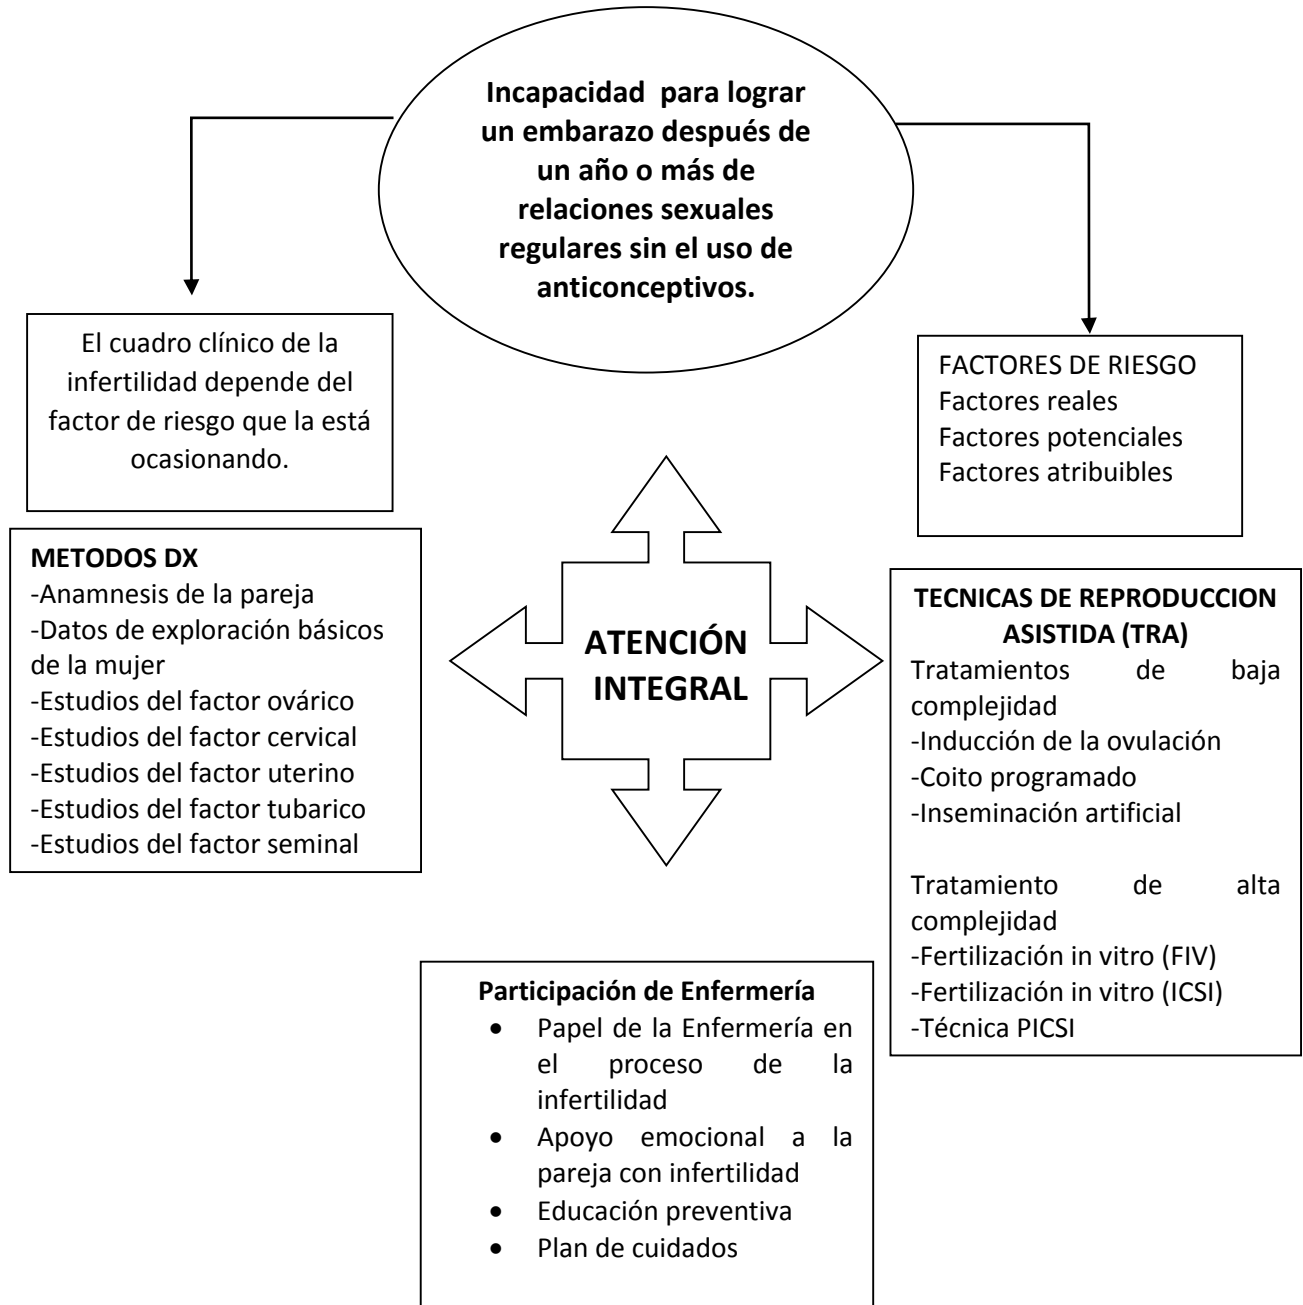 Incapacidad para lograr
un embarazo después de
un año o más de
relaciones sexuales
regulares sin el uso de
anticonceptivos.
El cuadro clínico de la
infertilidad depende del
factor de riesgo que la está
ocasionando.
FACTORES DE RIESGO
Factores reales
Factores potenciales
Factores atribuibles
METODOS DX
-Anamnesis de la pareja
-Datos de exploración básicos
de la mujer
-Estudios del factor ovárico
-Estudios del factor cervical
-Estudios del factor uterino
-Estudios del factor tubarico
-Estudios del factor seminal
ATENCIÓN
INTEGRAL
TECNICAS DE REPRODUCCION
ASISTIDA (TRA)
Tratamientos de baja
complejidad
-Inducción de la ovulación
-Coito programado
-Inseminación artificial
Tratamiento de alta
complejidad
-Fertilización in vitro (FIV)
-Fertilización in vitro (ICSI)
-Técnica PICSI
Participación de Enfermería
• Papel de la Enfermería en
el proceso de la
infertilidad
• Apoyo emocional a la
pareja con infertilidad
• Educación preventiva
• Plan de cuidados